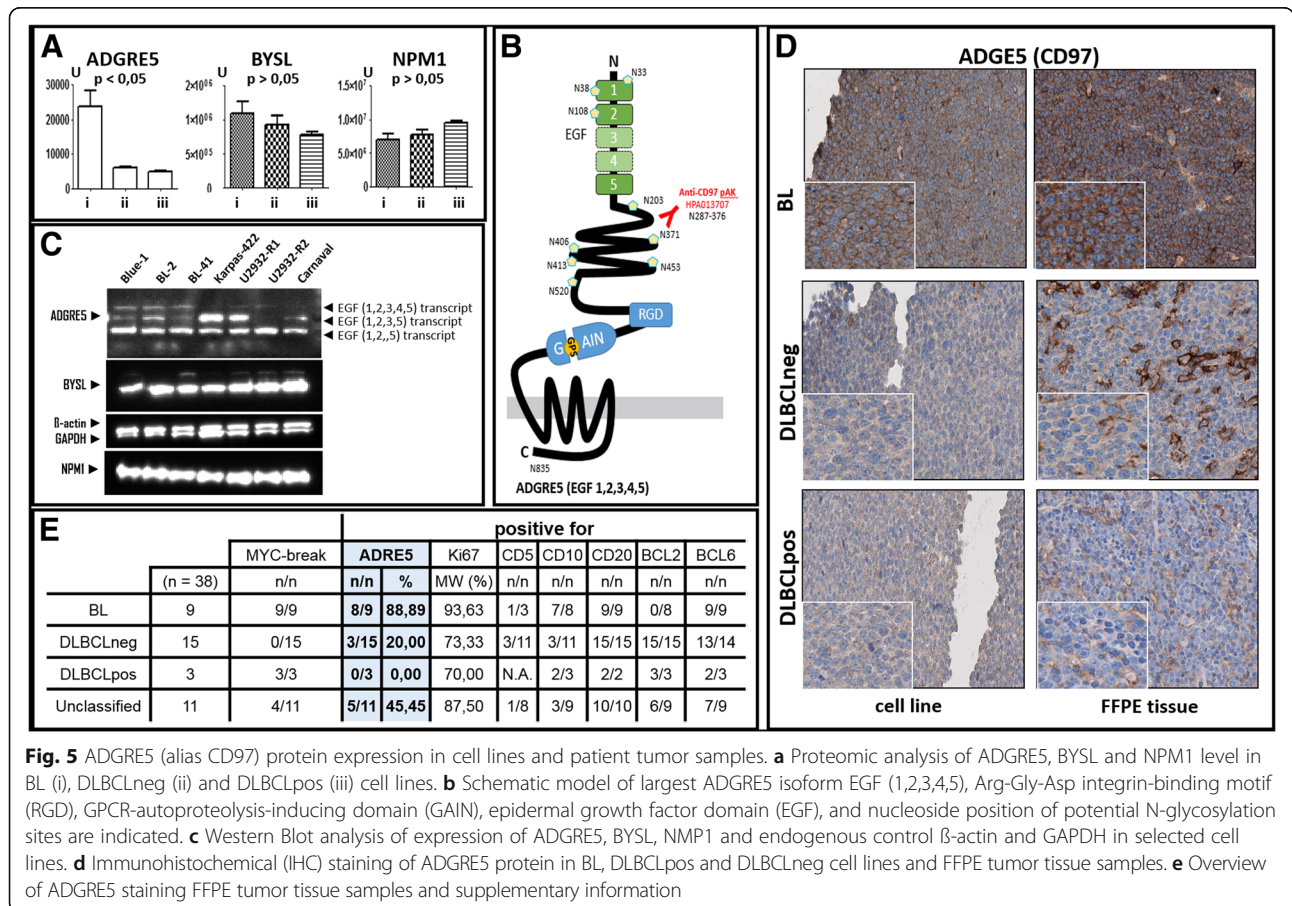 A
ADGRE5
p < 0,05
U
30000
20000
10000
0
i ii iii
BYSL
p > 0,05
U
2×10⁰⁶
1×10⁰⁶
5×10⁰⁵
0
i ii iii
NPM1
p > 0,05
U
1.5×10⁷
1.0×10⁷
5.0×10⁶
0
i ii iii
B
N
N33
N38
1
N108
2
EGF
3
4
5
Anti-CD97 pAK
HPA013707
N287-376
N203
N371
N406
N413
N453
N520
RGD
G
GPS
AIN
C
N835
ADGRE5 (EGF 1,2,3,4,5)
C
Blue-1
BL-2
BL-41
Karpas-422
U2932-R1
U2932-R2
Carnaval
ADGRE5
EGF (1,2,3,4,5) transcript
EGF (1,2,3,5) transcript
EGF (1,2,,5) transcript
BYSL
ß-actin
GAPDH
NPM1
D
ADGE5 (CD97)
BL
DLBCLneg
DLBCLpos
cell line FFPE tissue
E
positive for
MYC-break ADRE5 Ki67 CD5 CD10 CD20 BCL2 BCL6
(n = 38) n/n n/n % MW (%) n/n n/n n/n n/n n/n
BL 9 9/9 8/9 88,89 93,63 1/3 7/8 9/9 0/8 9/9
DLBCLneg 15 0/15 3/15 20,00 73,33 3/11 3/11 15/15 15/15 13/14
DLBCLpos 3 3/3 0/3 0,00 70,00 N.A. 2/3 2/2 3/3 2/3
Unclassified 11 4/11 5/11 45,45 87,50 1/8 3/9 10/10 6/9 7/9
Fig. 5 ADGRE5 (alias CD97) protein expression in cell lines and patient tumor samples. a Proteomic analysis of ADGRE5, BYSL and NPM1 level in
BL (i), DLBCLneg (ii) and DLBCLpos (iii) cell lines. b Schematic model of largest ADGRE5 isoform EGF (1,2,3,4,5), Arg-Gly-Asp integrin-binding motif
(RGD), GPCR-autoproteolysis-inducing domain (GAIN), epidermal growth factor domain (EGF), and nucleoside position of potential N-glycosylation
sites are indicated. c Western Blot analysis of expression of ADGRE5, BYSL, NMP1 and endogenous control ß-actin and GAPDH in selected cell
lines. d Immunohistochemical (IHC) staining of ADGRE5 protein in BL, DLBCLpos and DLBCLneg cell lines and FFPE tumor tissue samples. e Overview
of ADGRE5 staining FFPE tumor tissue samples and supplementary information